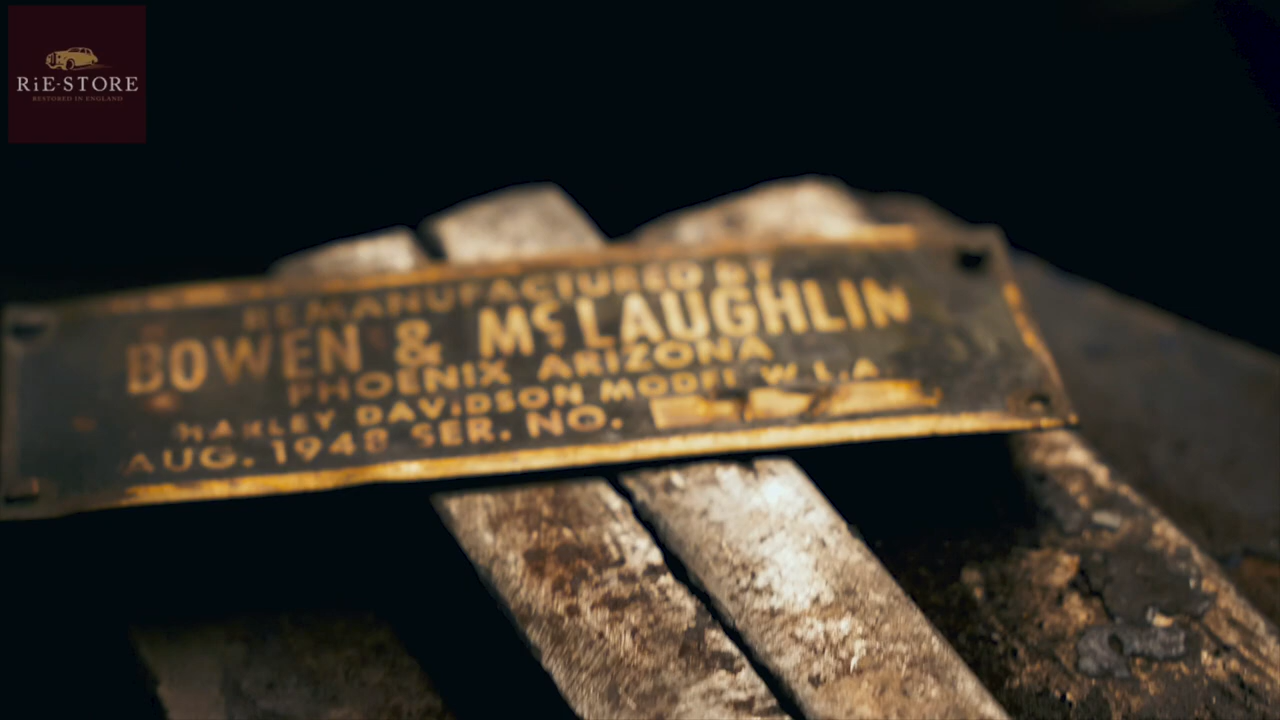 RiE-STORE
RESTORED IN ENGLAND
REMANUFACTURED BY
BOWEN & McLAUGHLIN
PHOENIX ARIZONA
HARLEY DAVIDSON MODEL W.L.A.
AUG. 1948 SER. NO.